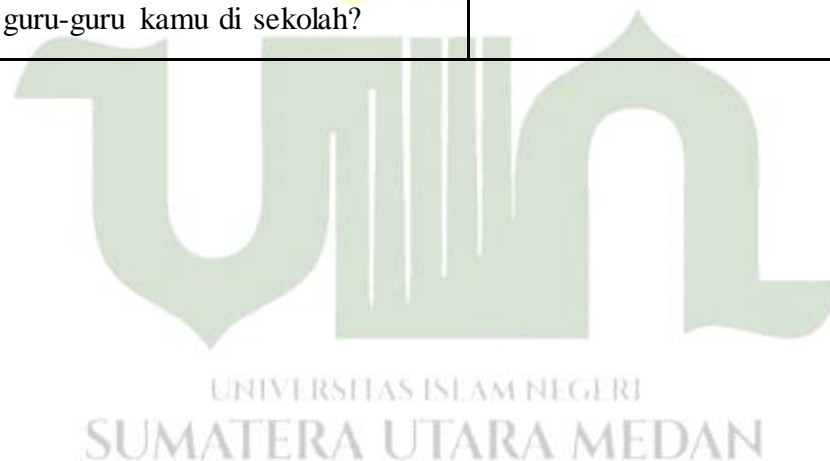 guru-guru kamu di sekolah?
UNIVERSITAS ISLAM NEGERI
SUMATERA UTARA MEDAN